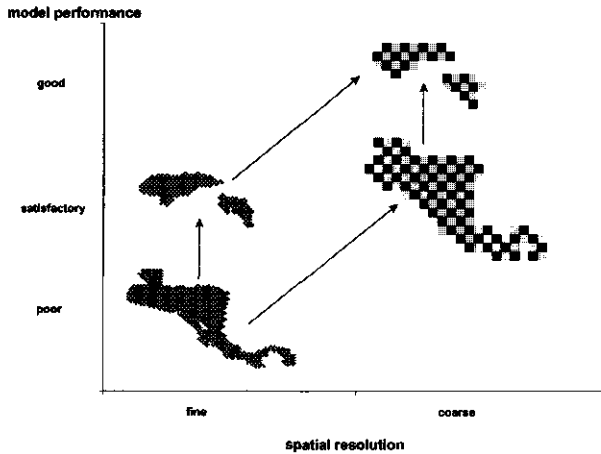 model performance
good
satisfactory
poor
fine
coarse
spatial resolution